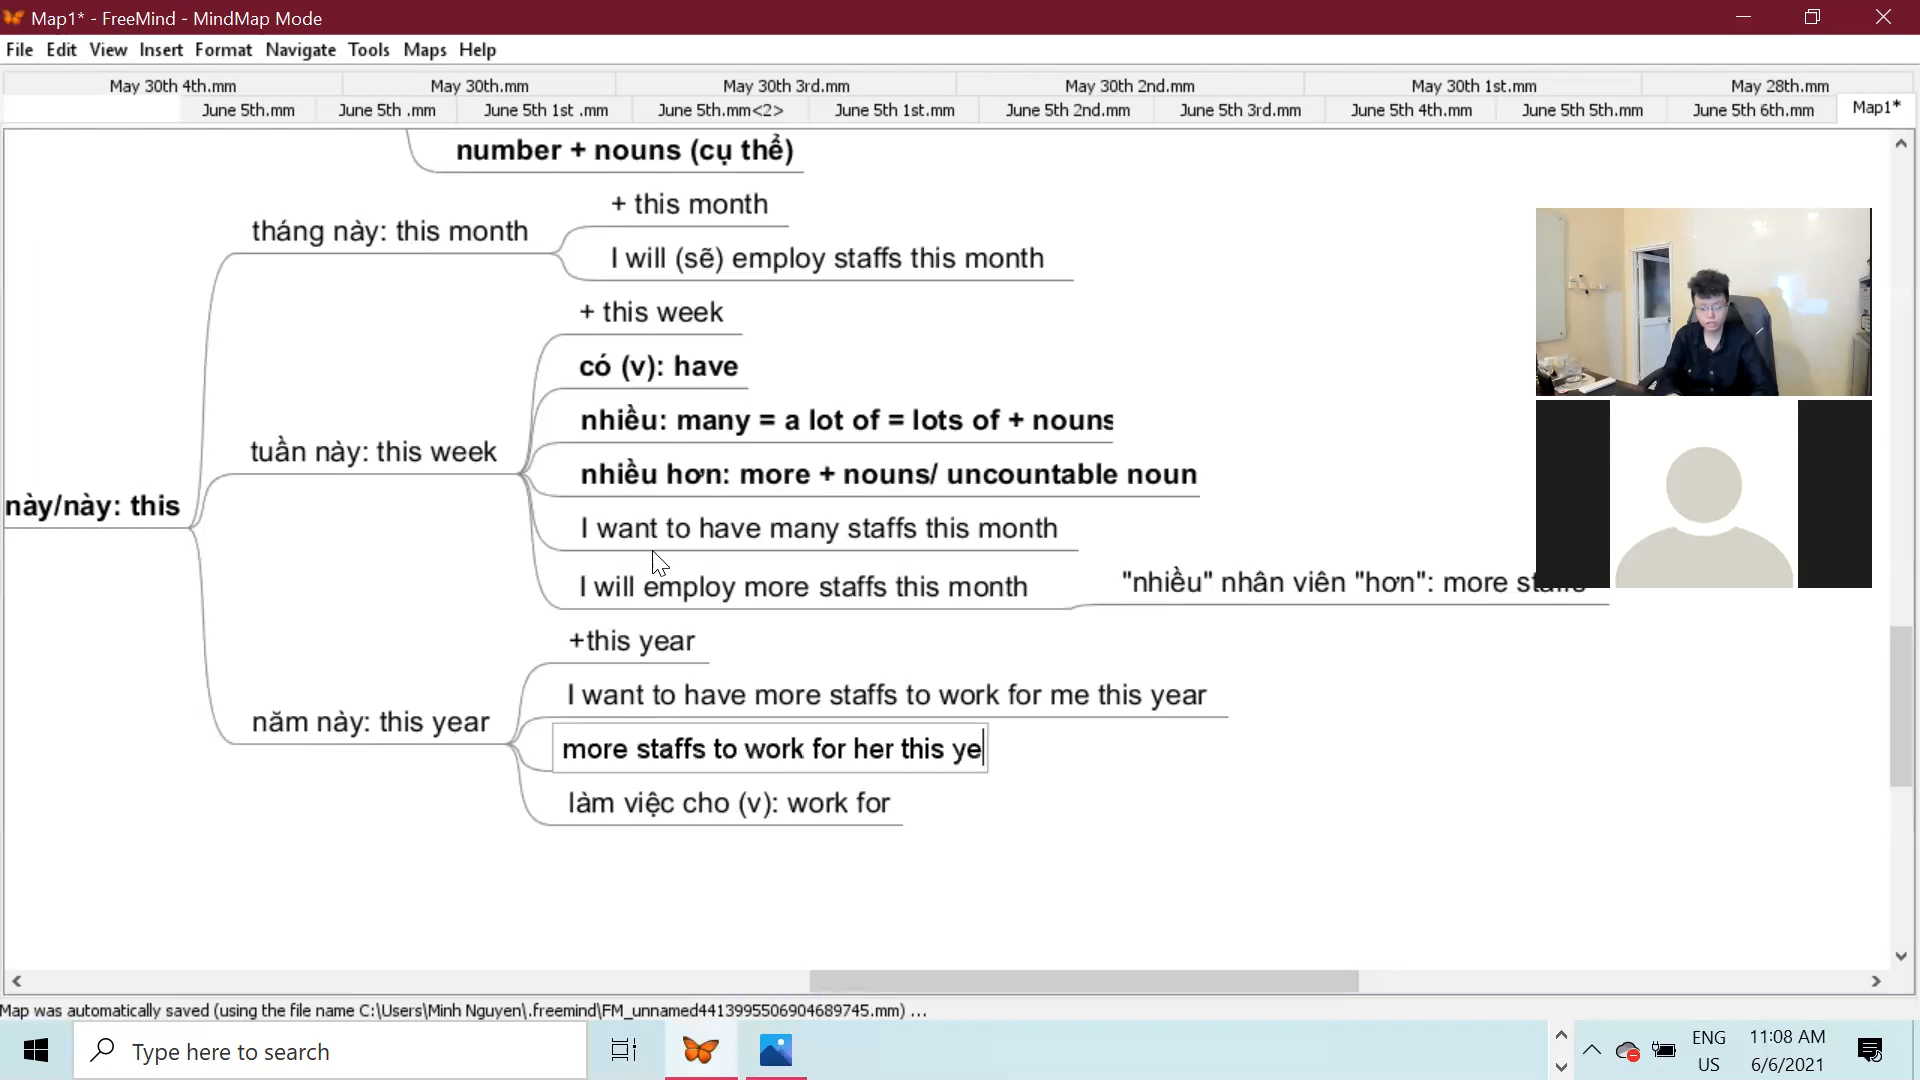 Map1* - FreeMind - MindMap Mode
File Edit View Insert Format Navigate Tools Maps Help
May 30th 4th.mm May 30th.mm May 30th 3rd.mm May 30th 2nd.mm May 30th 1st.mm May 28th.mm
June 5th.mm June 5th .mm June 5th 1st .mm June 5th.mm<2> June 5th 1st.mm June 5th 2nd.mm June 5th 3rd.mm June 5th 4th.mm June 5th 5th.mm June 5th 6th.mm Map1*
number + nouns (cụ thể)
+ this month
tháng này: this month
I will (sẽ) employ staffs this month
+ this week
có (v): have
nhiều: many = a lot of = lots of + nouns
tuần này: this week
nhiều hơn: more + nouns/ uncountable noun
này/này: this
I want to have many staffs this month
I will employ more staffs this month
"nhiều" nhân viên "hơn": more staffs
+this year
I want to have more staffs to work for me this year
năm này: this year
more staffs to work for her this ye
làm việc cho (v): work for
Map was automatically saved (using the file name C:\Users\Minh Nguyen\.freemind\FM_unnamed4413995506904689745.mm) ...
Type here to search
ENG
US
11:08 AM
6/6/2021